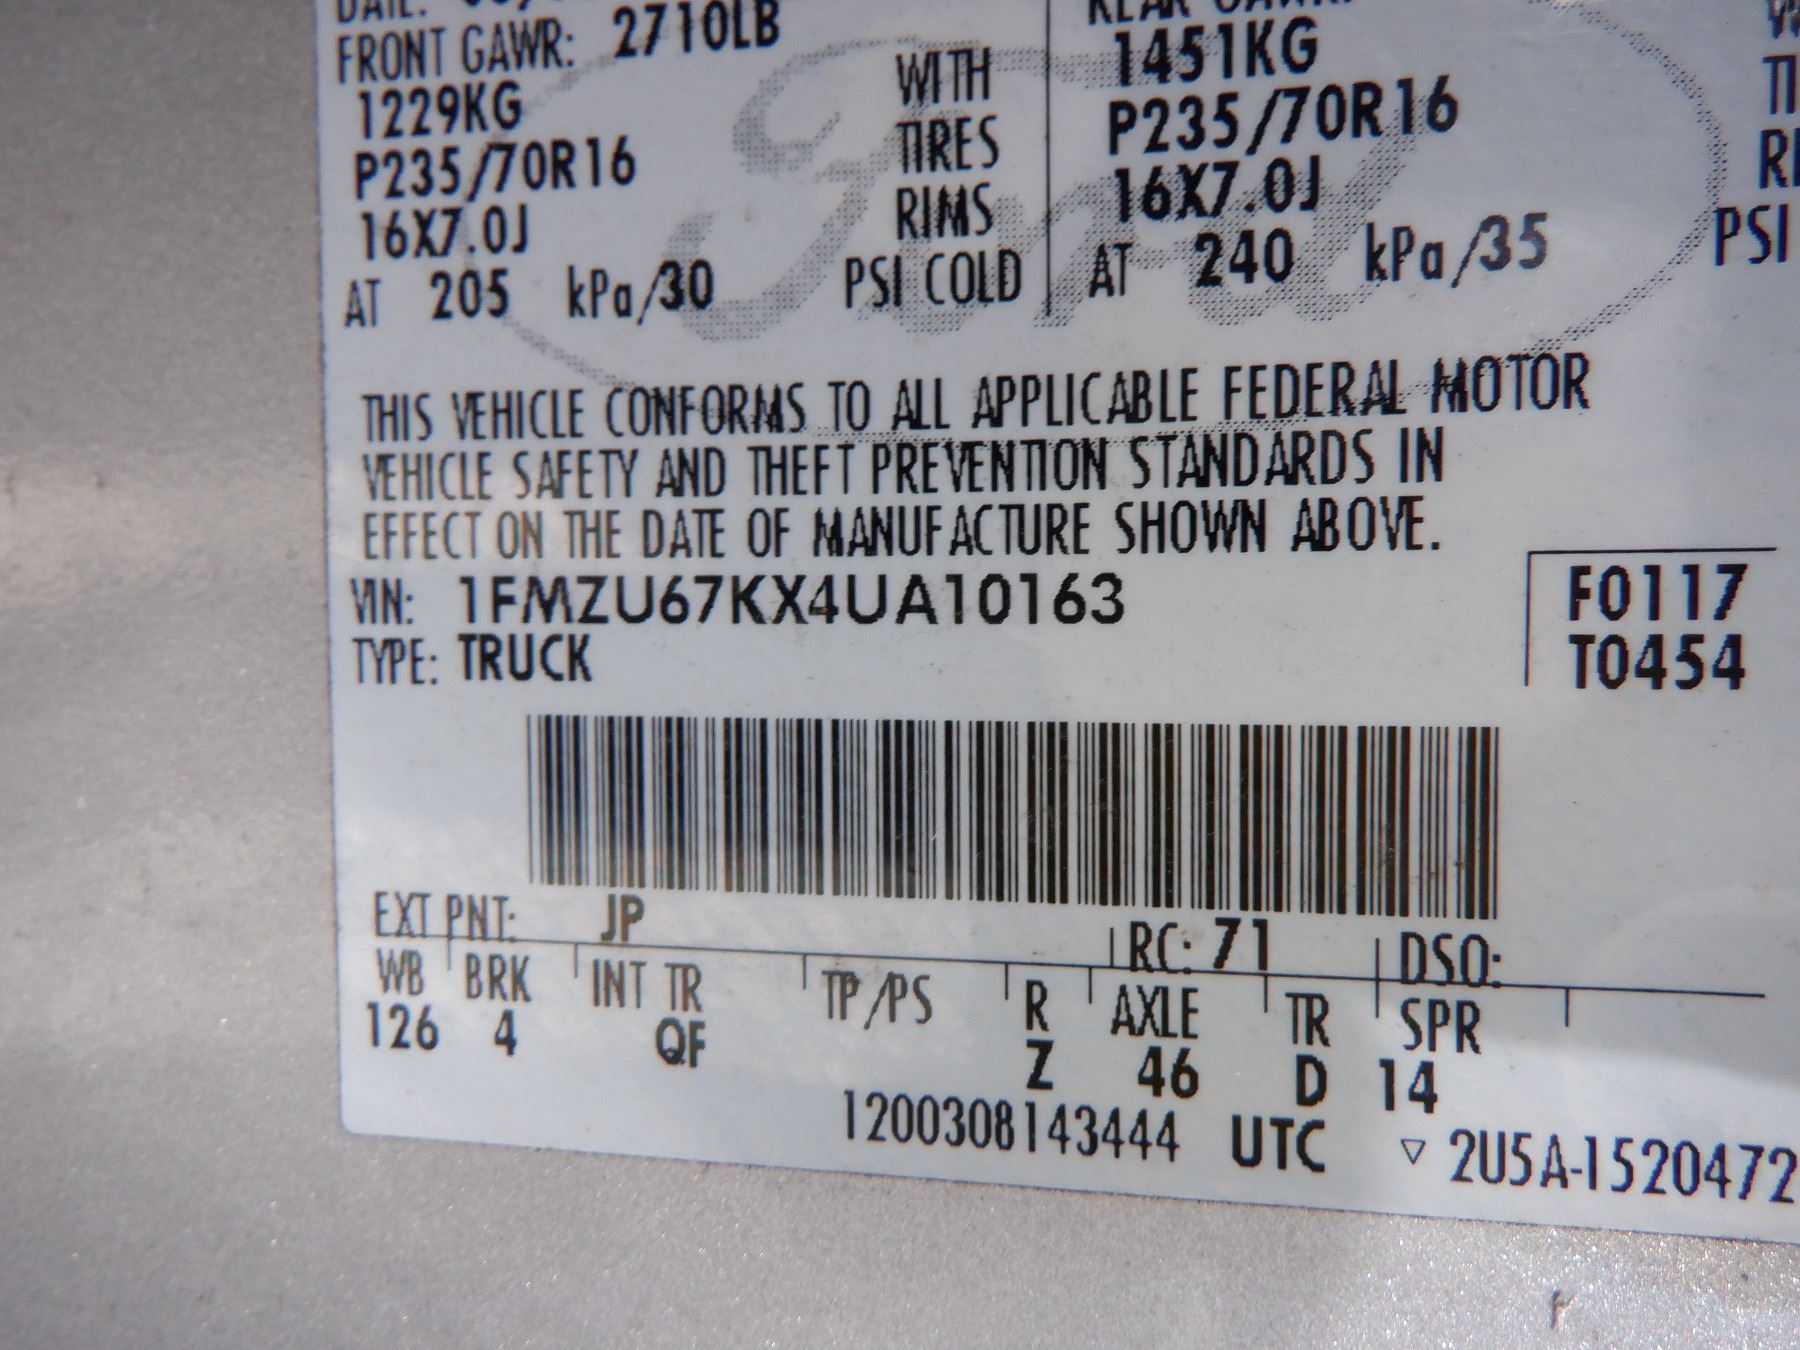 DATE:
FRONT GAWR: 2710LB
1229KG WITH
P235/70R16 TIRES
16X7.0J RIMS
AT 205 kPa/30 PSI COLD
REAR GAWR:
1451KG
P235/70R16
16X7.0J
AT 240 kPa/35 PSI
Ford
THIS VEHICLE CONFORMS TO ALL APPLICABLE FEDERAL MOTOR
VEHICLE SAFETY AND THEFT PREVENTION STANDARDS IN
EFFECT ON THE DATE OF MANUFACTURE SHOWN ABOVE.
VIN: 1FMZU67KX4UA10163
TYPE: TRUCK
F0117
T0454
EXT PNT: JP RC: 71 DSO:
WB BRK INT TR TP/PS R AXLE TR SPR
126 4 QF Z 46 D 14
1200308143444 UTC ▽ 2U5A-1520472